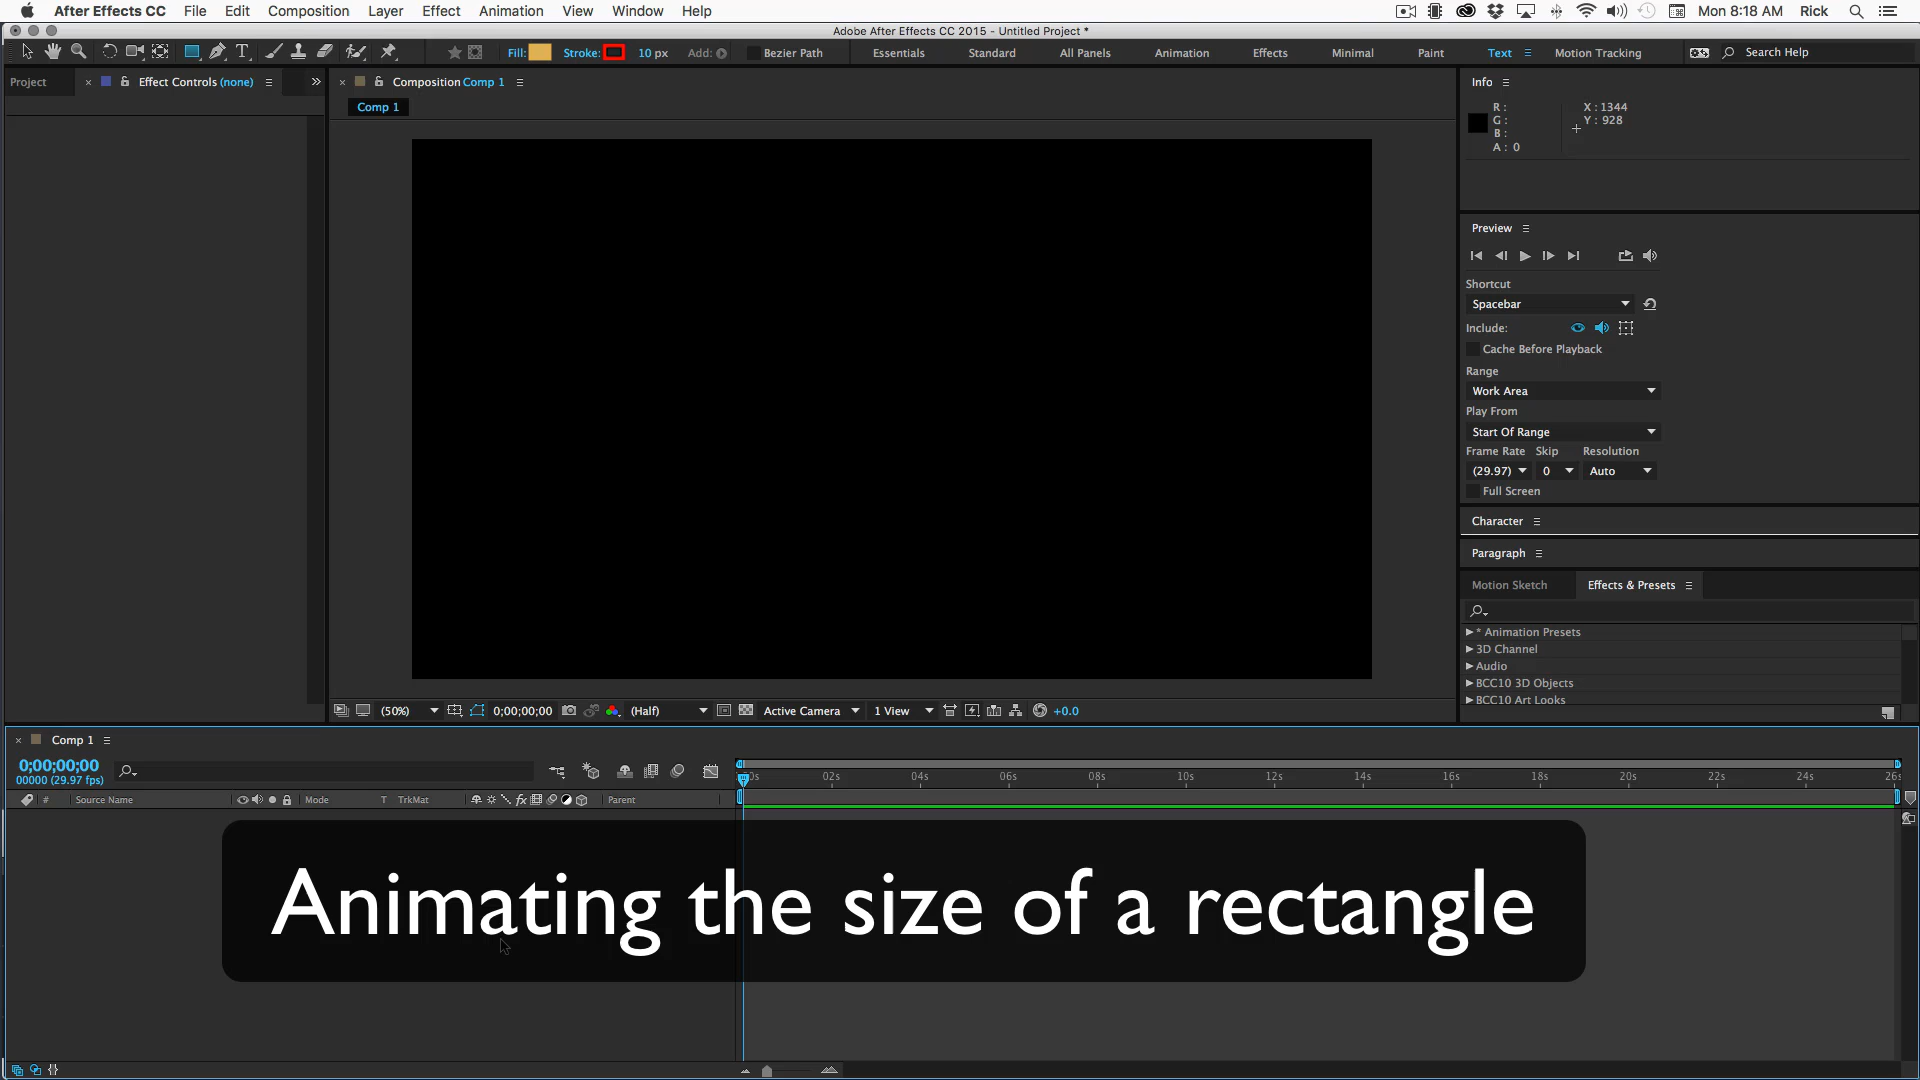 After Effects CC File Edit Composition Layer Effect Animation View Window Help Mon 8:18 AM Rick
Adobe After Effects CC 2015 - Untitled Project *
Fill: Stroke: 10 px Add: Bezier Path Essentials Standard All Panels Animation Effects Minimal Paint Text Motion Tracking Search Help
Project Effect Controls (none) Composition Comp 1 Info
Comp 1
R: X : 1344
G: Y : 928
B:
A : 0
Preview
Shortcut
Spacebar
Include:
Cache Before Playback
Range
Work Area
Play From
Start Of Range
Frame Rate Skip Resolution
(29.97) 0 Auto
Full Screen
Character
Paragraph
Motion Sketch Effects & Presets
* Animation Presets
3D Channel
Audio
BCC10 3D Objects
BCC10 Art Looks
(50%) 0;00;00;00 (Half) Active Camera 1 View +0.0
Comp 1
0;00;00;00
00000 (29.97 fps)
02s 04s 06s 08s 10s 12s 14s 16s 18s 20s 22s 24s 26s
# Source Name Mode T TrkMat fx Parent
Animating the size of a rectangle